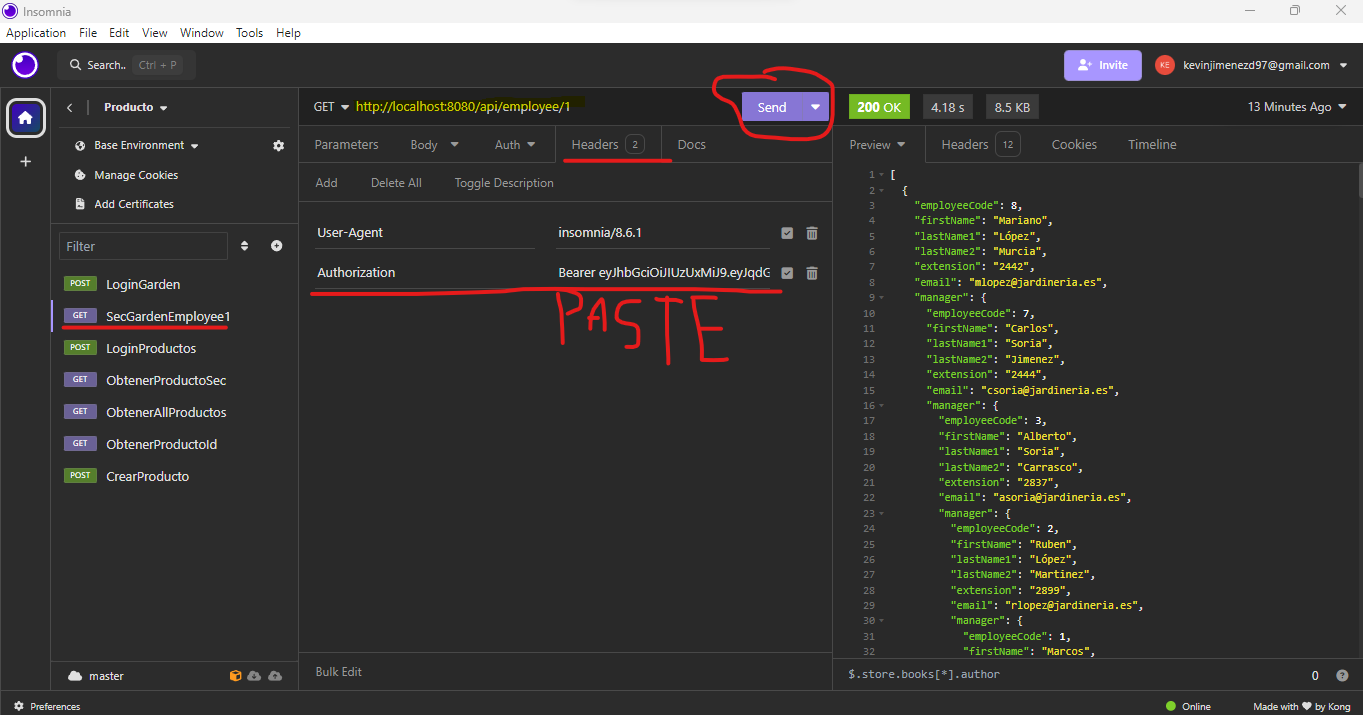 Insomnia
Application File Edit View Window Tools Help
Search.. Ctrl + P
Invite
KE kevinjimenezd97@gmail.com
Producto
GET http://localhost:8080/api/employee/1
Send
200 OK 4.18 s 8.5 KB
13 Minutes Ago
Base Environment
Manage Cookies
Add Certificates
Filter
POST LoginGarden
GET SecGardenEmployee1
POST LoginProductos
GET ObtenerProductoSec
GET ObtenerAllProductos
GET ObtenerProductoId
POST CrearProducto
master
Parameters Body Auth Headers 2 Docs
Add Delete All Toggle Description
User-Agent insomnia/8.6.1
Authorization Bearer eyJhbGciOiJIUzUxMiJ9.eyJqdG
PASTE
Bulk Edit
Preview Headers 12 Cookies Timeline
1 [
2 {
3 "employeeCode": 8,
4 "firstName": "Mariano",
5 "lastName1": "López",
6 "lastName2": "Murcia",
7 "extension": "2442",
8 "email": "mlopez@jardineria.es",
9 "manager": {
10 "employeeCode": 7,
11 "firstName": "Carlos",
12 "lastName1": "Soria",
13 "lastName2": "Jimenez",
14 "extension": "2444",
15 "email": "csoria@jardineria.es",
16 "manager": {
17 "employeeCode": 3,
18 "firstName": "Alberto",
19 "lastName1": "Soria",
20 "lastName2": "Carrasco",
21 "extension": "2837",
22 "email": "asoria@jardineria.es",
23 "manager": {
24 "employeeCode": 2,
25 "firstName": "Ruben",
26 "lastName1": "López",
27 "lastName2": "Martinez",
28 "extension": "2899",
29 "email": "rlopez@jardineria.es",
30 "manager": {
31 "employeeCode": 1,
32 "firstName": "Marcos",
$.store.books[*].author 0
Preferences
Online
Made with ❤ by Kong